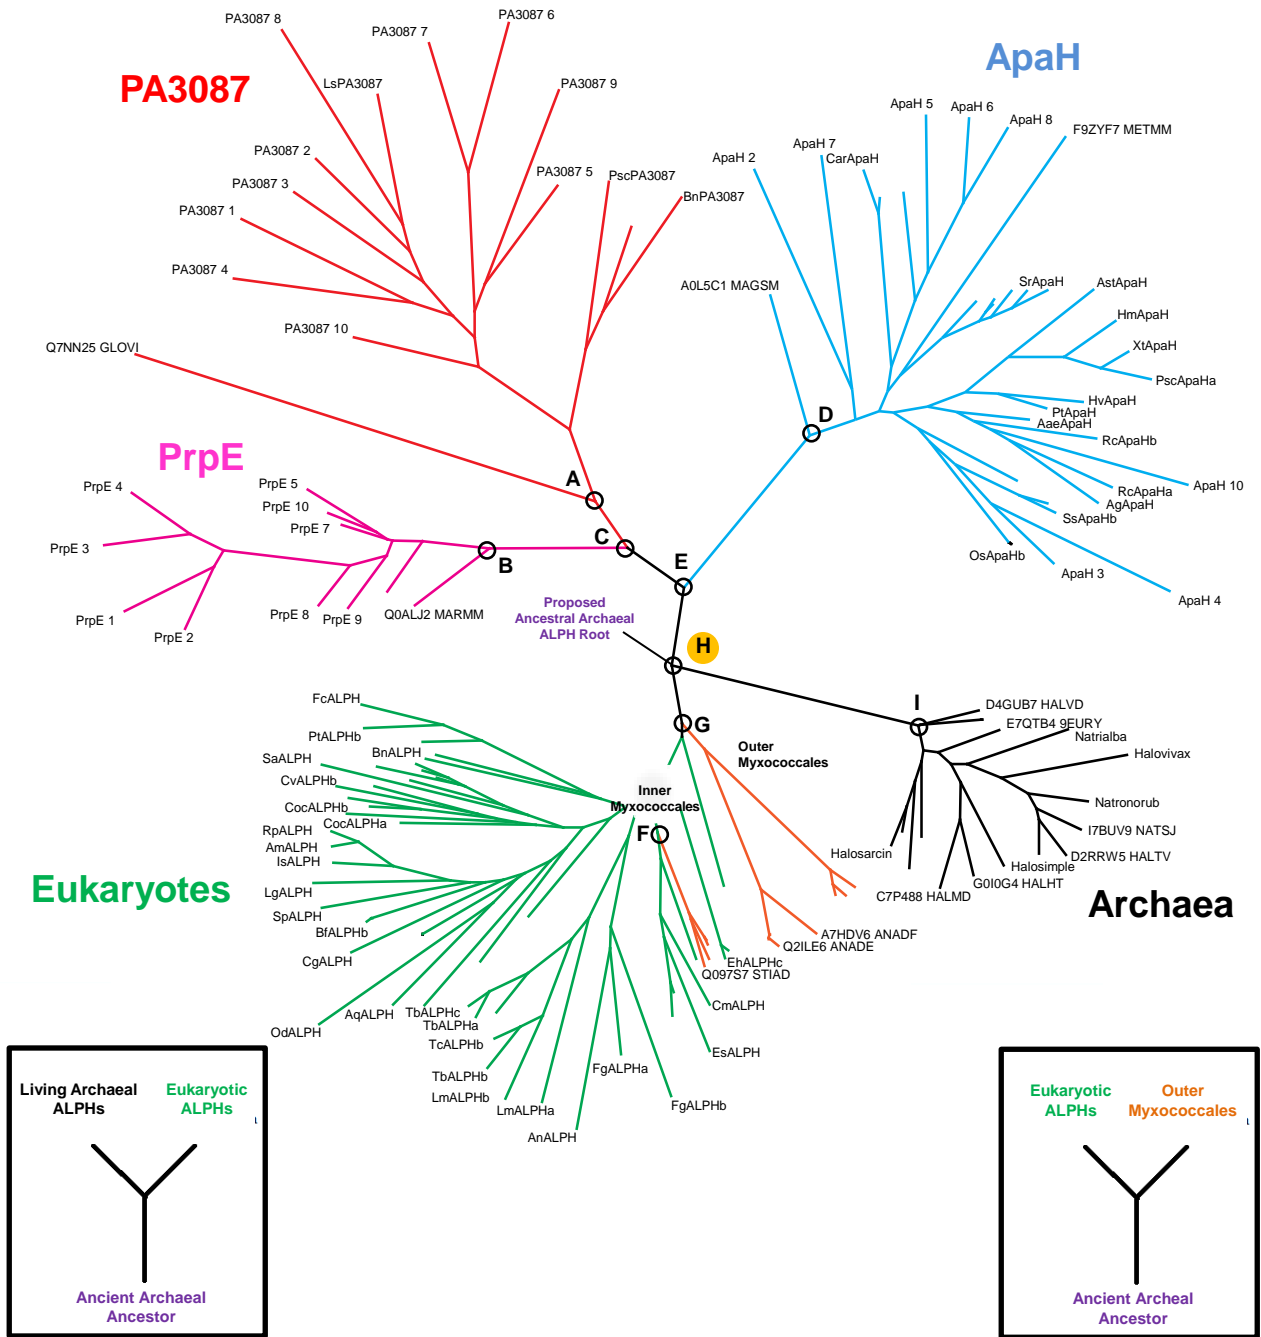 PA3087 8
PA3087 7
PA3087 6
ApaH
PA3087
LsPA3087
PA3087 9
ApaH 5
ApaH 6
ApaH 8
F9ZYF7 METMM
ApaH 7
CarApaH
ApaH 2
PA3087 2
PA3087 3
PA3087 5
PscPA3087
BnPA3087
PA3087 1
PA3087 4
A0L5C1 MAGSM
SrApaH
AstApaH
HmApaH
XtApaH
PscApaHa
PA3087 10
Q7NN25 GLOVI
HvApaH
PtApaH
AaeApaH
RcApaHb
D
PrpE
A
PrpE 4
PrpE 5
PrpE 10
PrpE 7
ApaH 10
RcApaHa
AgApaH
SsApaHb
PrpE 3
C
B
E
OsApaHb
ApaH 3
ApaH 4
PrpE 1
PrpE 2
PrpE 8
PrpE 9
Q0ALJ2 MARMM
Proposed
Ancestral Archaeal
ALPH Root
H
FcALPH
PtALPHb
BnALPH
SaALPH
CvALPHb
CocALPHb
CocALPHa
RpALPH
AmALPH
IsALPH
LgALPH
SpALPH
BfALPHb
CgALPH
OdALPH
AqALPH
TbALPHc
TbALPHa
TcALPHb
TbALPHb
LmALPHb
LmALPHa
AnALPH
FgALPHa
FgALPHb
EsALPH
CmALPH
Q097S7 STIAD
EhALPHc
Q2ILE6 ANADE
A7HDV6 ANADF
G
Outer
Myxococcales
Inner
Myxococcales
F
I
D4GUB7 HALVD
E7QTB4 9EURY
Natrialba
Halovivax
Natronorub
I7BUV9 NATSJ
D2RRW5 HALTV
Halosimple
G0I0G4 HALHT
C7P488 HALMD
Halosarcin
Eukaryotes
Archaea
Living Archaeal
ALPHs
Eukaryotic
ALPHs
Ancient Archaeal
Ancestor
Eukaryotic
ALPHs
Outer
Myxococcales
Ancient Archeal
Ancestor